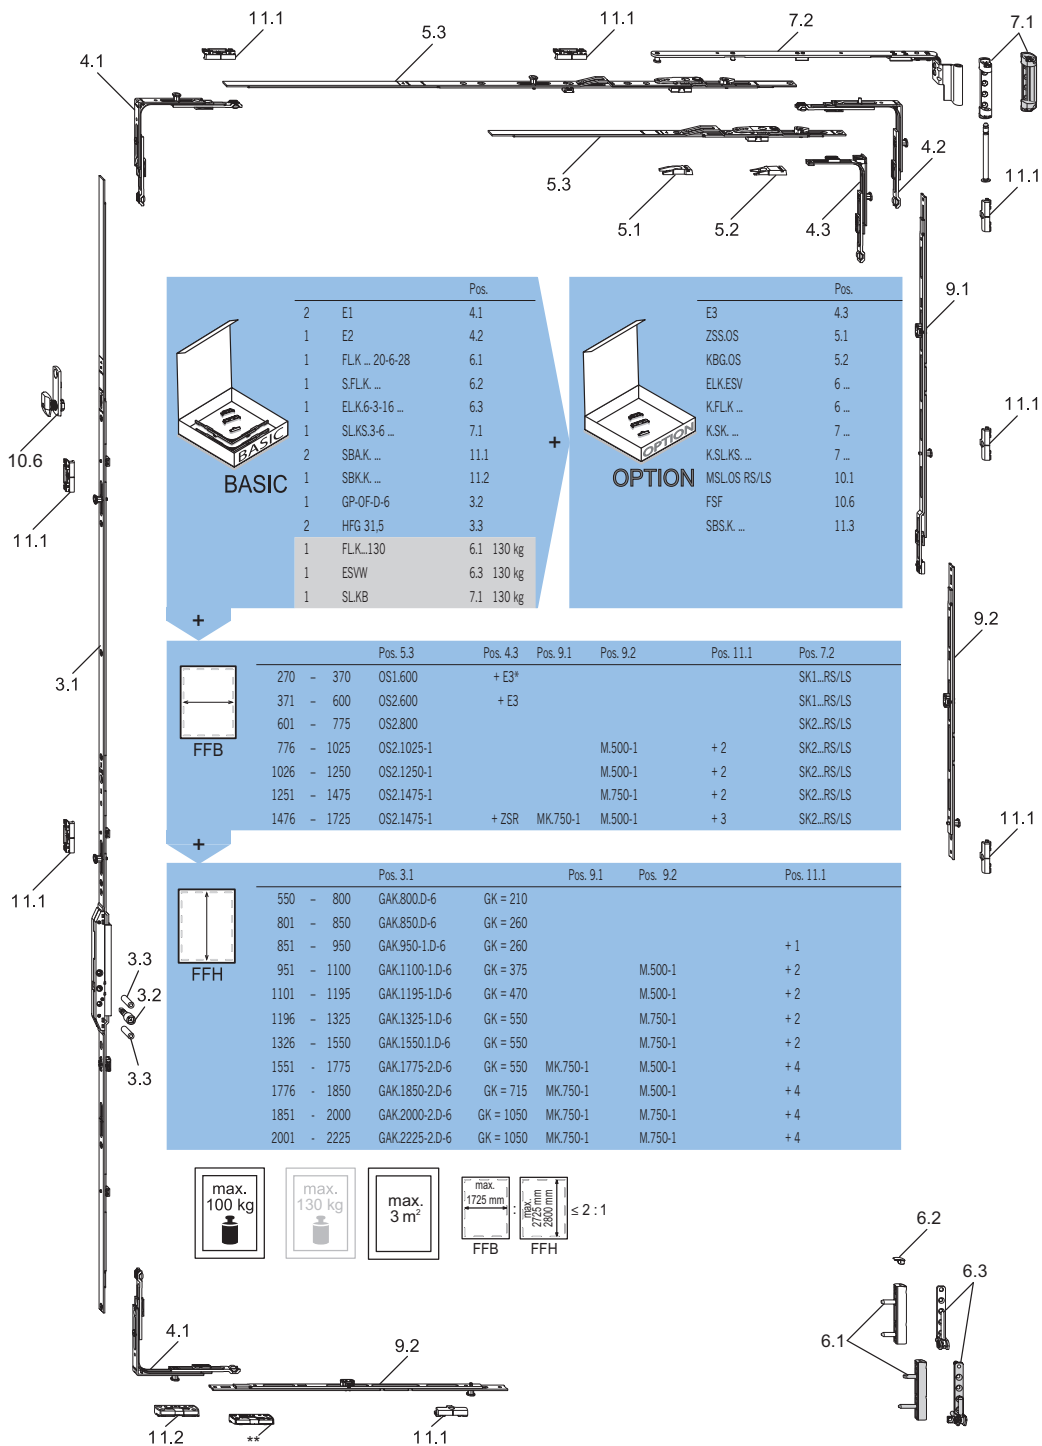 11.1
5.3
11.1
7.2
7.1
4.1
5.3
4.2
11.1
5.1
5.2
4.3
9.1
Pos.
2 E1 4.1
1 E2 4.2
1 FL.K ... 20-6-28 6.1
1 S.FL.K. ... 6.2
1 EL.K.6-3-16 ... 6.3
1 SL.KS.3-6 ... 7.1
2 SBA.K. ... 11.1
1 SBK.K. ... 11.2
1 GP-OF-D-6 3.2
2 HFG 31,5 3.3
1 FL.K...130 6.1 130 kg
1 ESVW 6.3 130 kg
1 SL.KB 7.1 130 kg
BASIC
BASIC
+
Pos.
E3 4.3
ZSS.OS 5.1
KBG.OS 5.2
ELK.ESV 6 ...
K.FL.K ... 6 ...
K.SK. ... 7 ...
K.SL.KS. ... 7 ...
MSL.OS RS/LS 10.1
FSF 10.6
SBS.K. ... 11.3
OPTION
OPTION
10.6
11.1
11.1
9.2
3.1
+
FFB
Pos. 5.3 Pos. 4.3 Pos. 9.1 Pos. 9.2 Pos. 11.1 Pos. 7.2
270 – 370 OS1.600 + E3* SK1...RS/LS
371 – 600 OS2.600 + E3 SK1...RS/LS
601 – 775 OS2.800 SK2...RS/LS
776 – 1025 OS2.1025-1 M.500-1 + 2 SK2...RS/LS
1026 – 1250 OS2.1250-1 M.500-1 + 2 SK2...RS/LS
1251 – 1475 OS2.1475-1 M.750-1 + 2 SK2...RS/LS
1476 – 1725 OS2.1475-1 + ZSR MK.750-1 M.500-1 + 3 SK2...RS/LS
11.1
11.1
+
FFH
Pos. 3.1 Pos. 9.1 Pos. 9.2 Pos. 11.1
550 – 800 GAK.800.D-6 GK = 210
801 – 850 GAK.850.D-6 GK = 260
851 – 950 GAK.950-1.D-6 GK = 260 + 1
951 – 1100 GAK.1100-1.D-6 GK = 375 M.500-1 + 2
1101 – 1195 GAK.1195-1.D-6 GK = 470 M.500-1 + 2
1196 – 1325 GAK.1325-1.D-6 GK = 550 M.750-1 + 2
1326 – 1550 GAK.1550.1.D-6 GK = 550 M.750-1 + 2
1551 - 1775 GAK.1775-2.D-6 GK = 550 MK.750-1 M.500-1 + 4
1776 - 1850 GAK.1850-2.D-6 GK = 715 MK.750-1 M.500-1 + 4
1851 - 2000 GAK.2000-2.D-6 GK = 1050 MK.750-1 M.750-1 + 4
2001 - 2225 GAK.2225-2.D-6 GK = 1050 MK.750-1 M.750-1 + 4
3.3
3.2
3.3
max.
100 kg
max.
130 kg
max.
3 m²
max.
1725 mm
FFB
:
max.
2725 mm
2800 mm
FFH
≤ 2 : 1
6.2
6.3
6.1
4.1
9.2
11.2
**
11.1